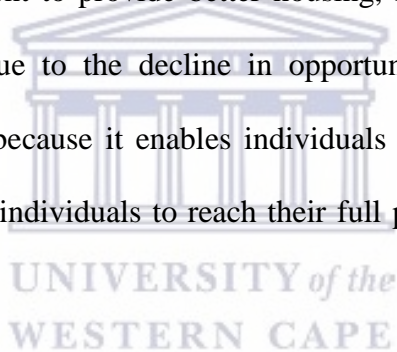 ent to provide better housing,
ue to the decline in opportun
because it enables individuals
individuals to reach their full p
UNIVERSITY of the
WESTERN CAPE